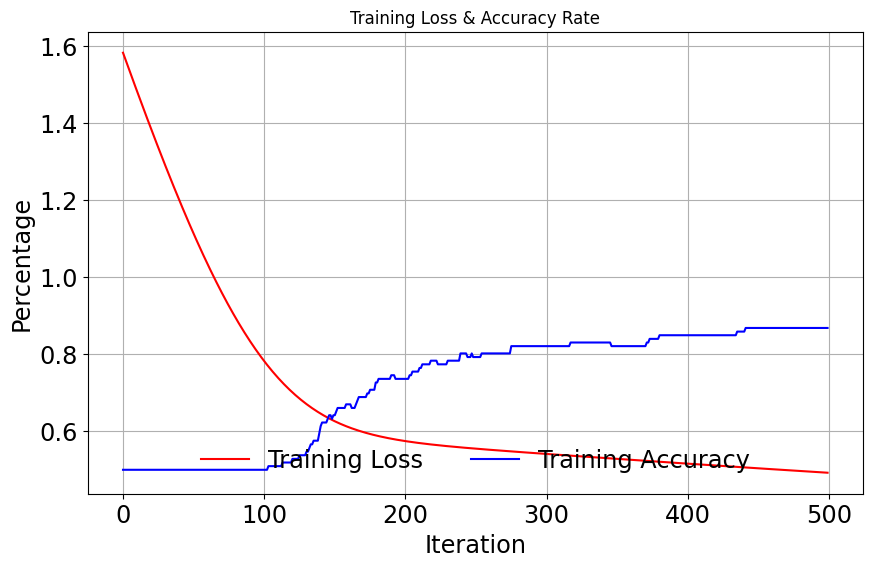 Training Loss & Accuracy Rate
Percentage
1.6
1.4
1.2
1.0
0.8
0.6
Training Loss Training Accuracy
0 100 200 300 400 500
Iteration